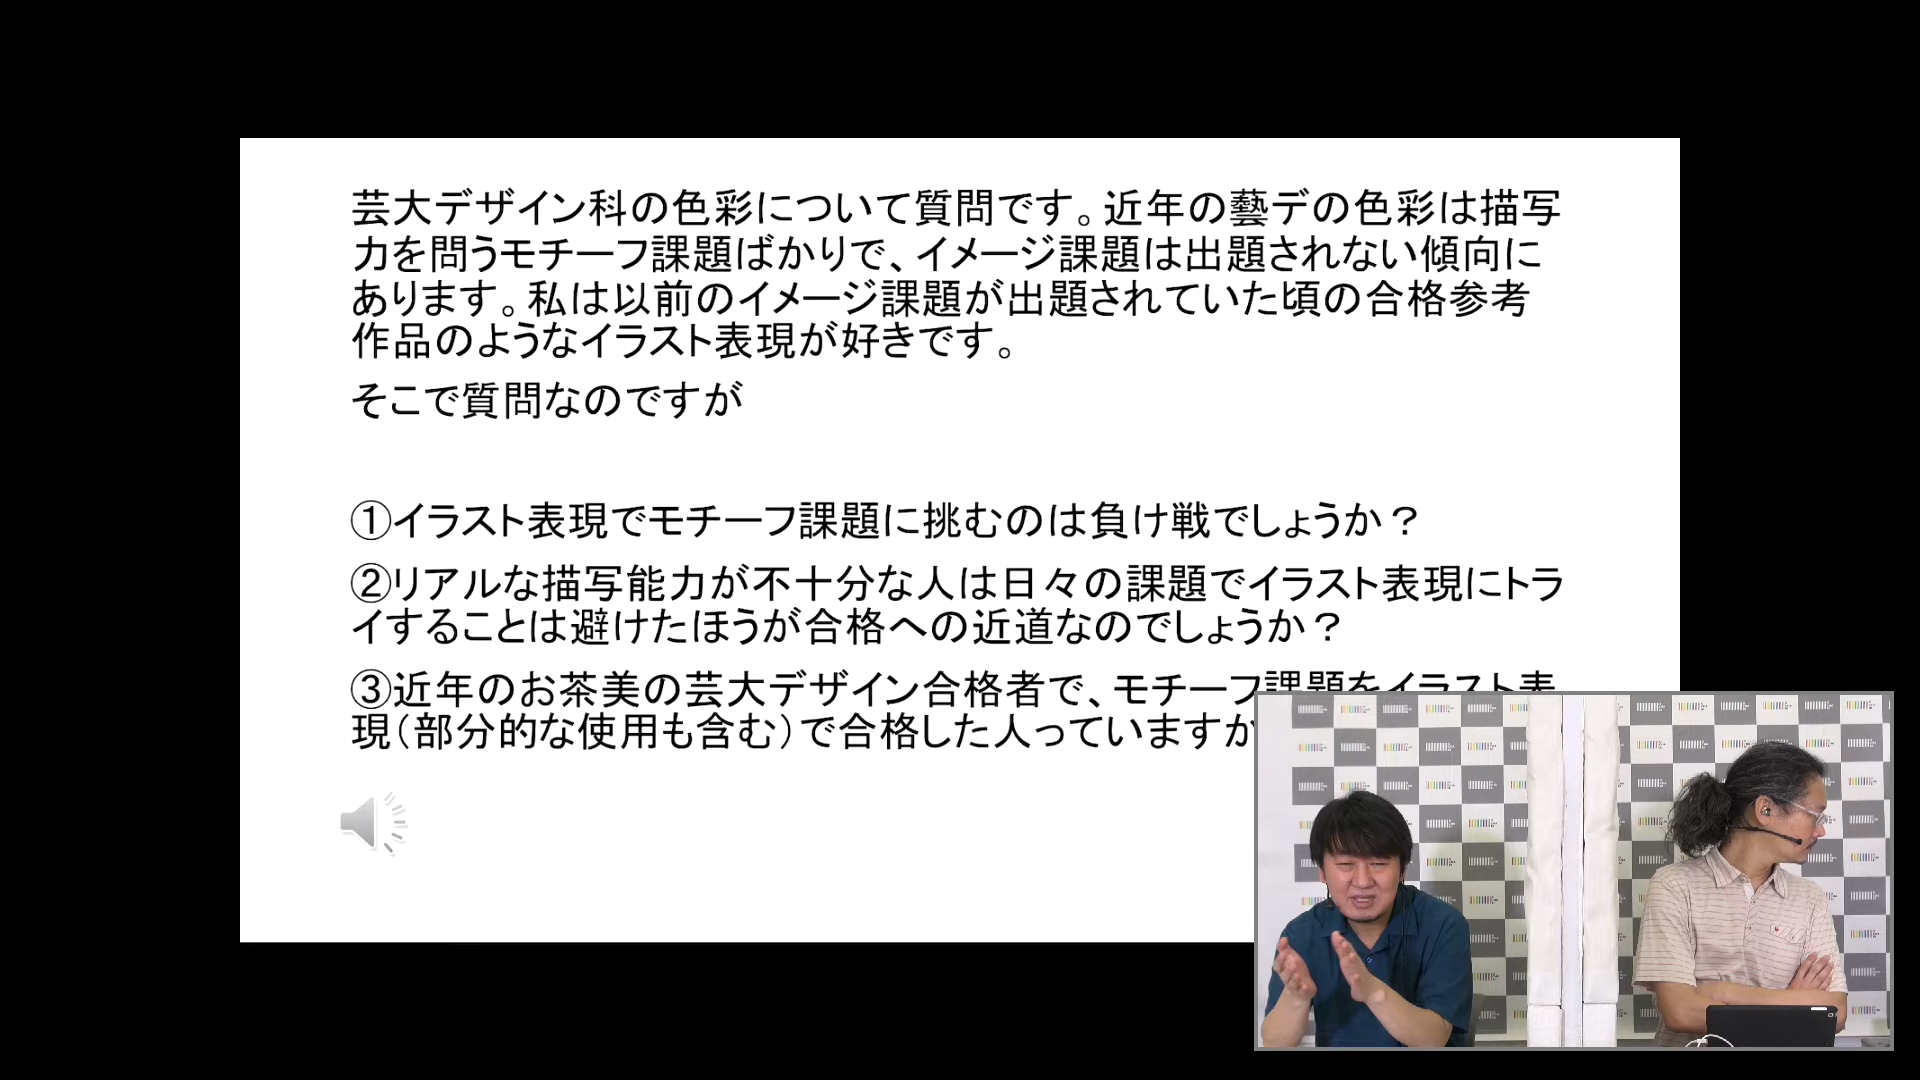 芸大デザイン科の色彩について質問です。近年の藝デの色彩は描写
力を問うモチーフ課題ばかりで、イメージ課題は出題されない傾向に
あります。私は以前のイメージ課題が出題されていた頃の合格参考
作品のようなイラスト表現が好きです。
そこで質問なのですが
①イラスト表現でモチーフ課題に挑むのは負け戦でしょうか？
②リアルな描写能力が不十分な人は日々の課題でイラスト表現にトラ
イすることは避けたほうが合格への近道なのでしょうか？
③近年のお茶美の芸大デザイン合格者で、モチーフ課題をイラスト表
現（部分的な使用も含む）で合格した人っていますか